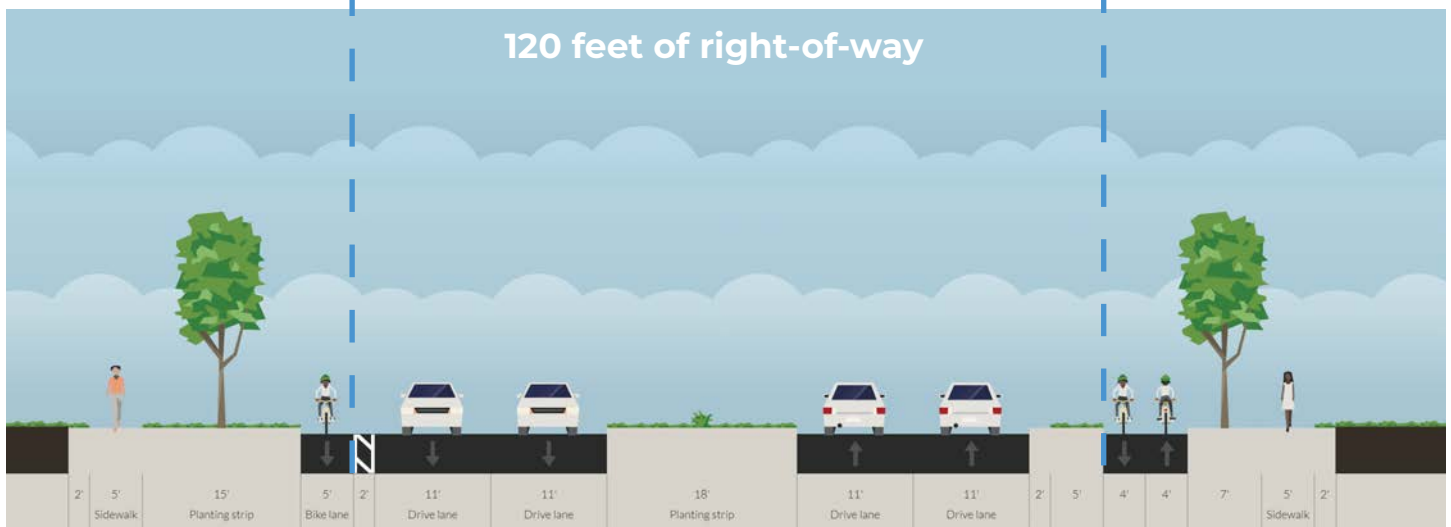 120 feet of right-of-way
2' 5' 15' 5' 2' 11' 11' 18' 11' 11' 2' 5' 4' 4' 7' 5' 2'
Sidewalk Planting strip Bike lane Drive lane Drive lane Planting strip Drive lane Drive lane Sidewalk